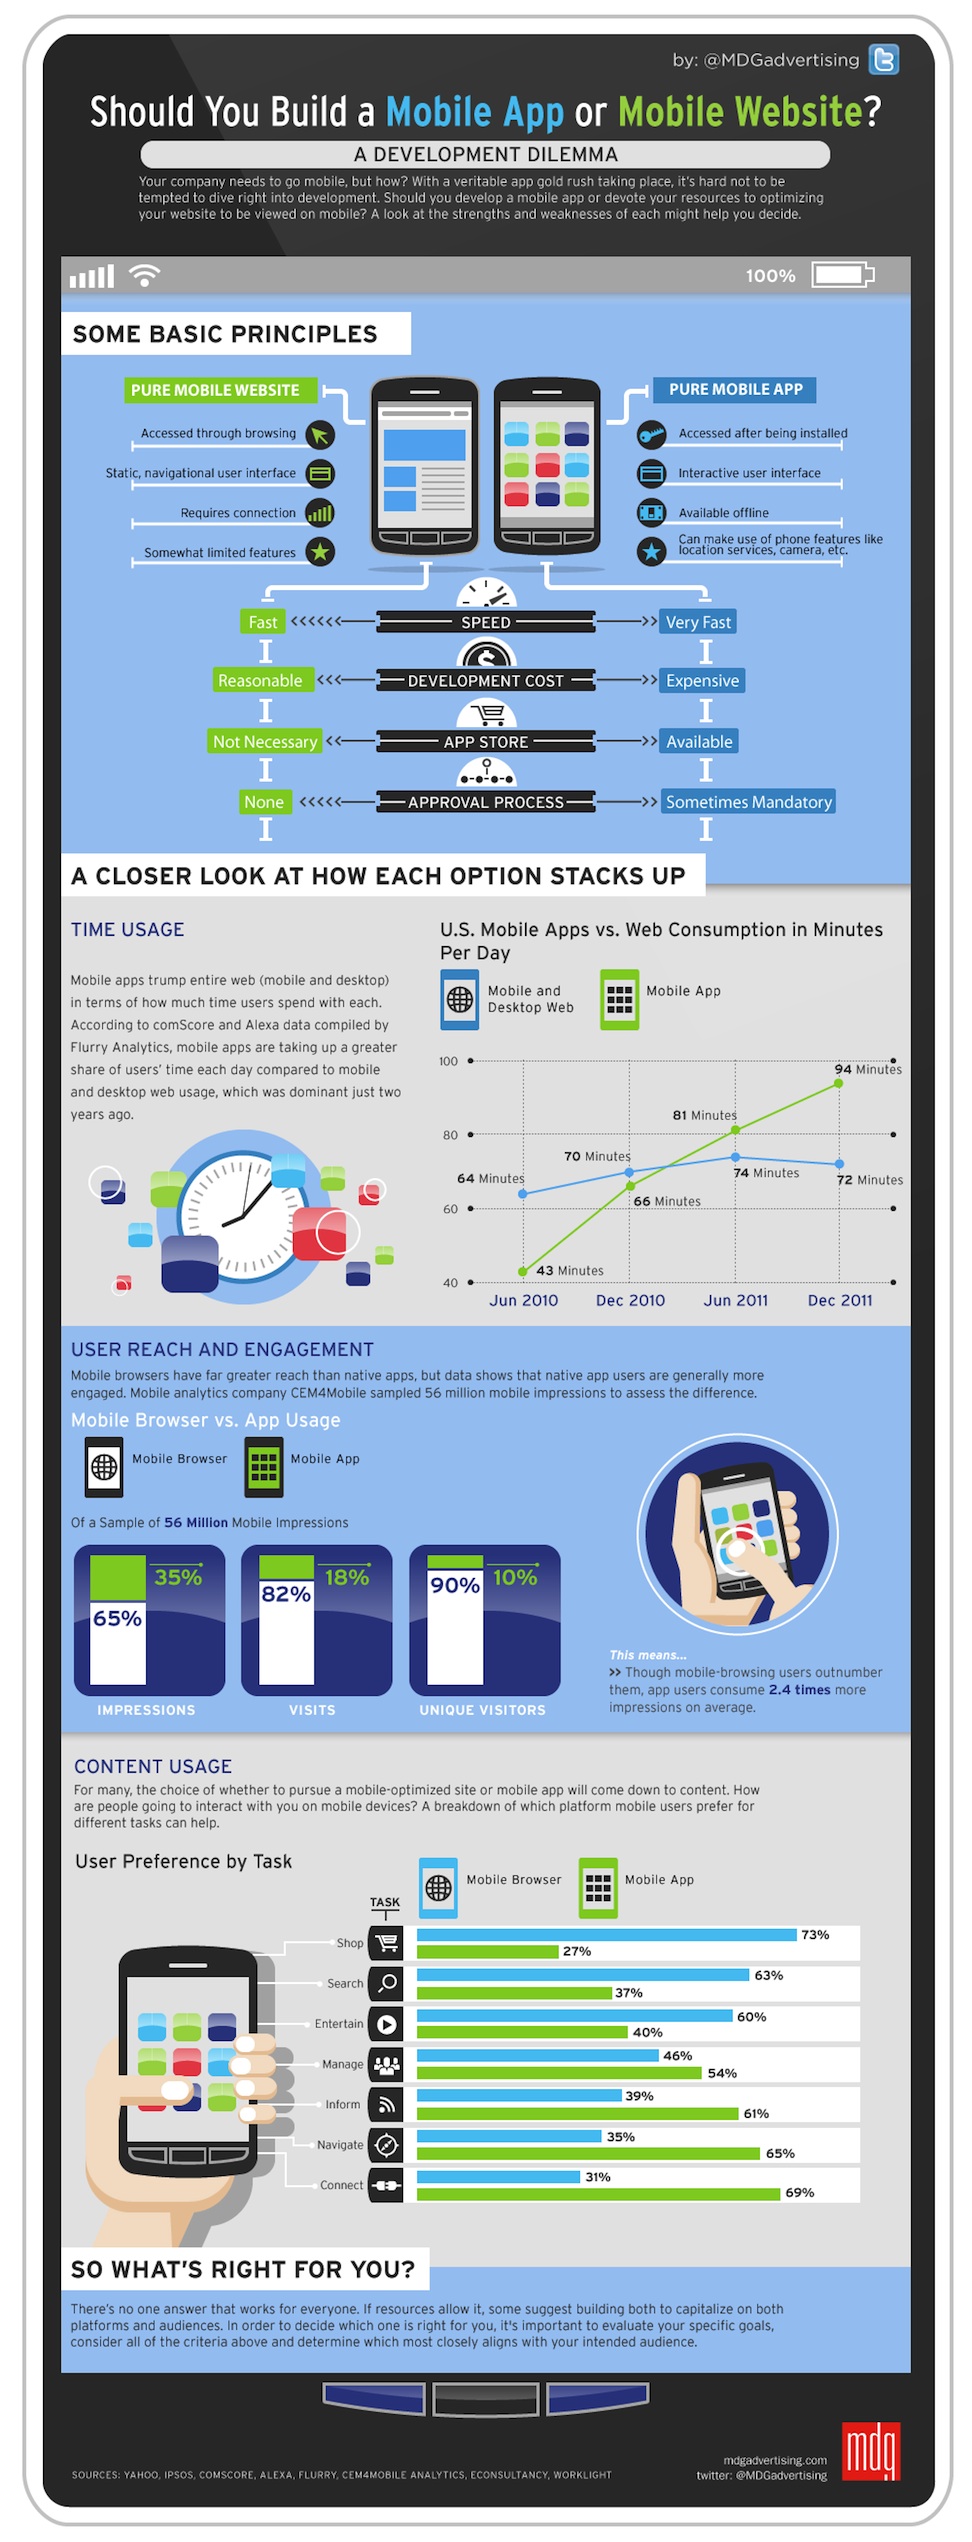 by: @MDGadvertising
Should You Build a Mobile App or Mobile Website?
A DEVELOPMENT DILEMMA
Your company needs to go mobile, but how? With a veritable app gold rush taking place, it's hard not to be
tempted to dive right into development. Should you develop a mobile app or devote your resources to optimizing
your website to be viewed on mobile? A look at the strengths and weaknesses of each might help you decide.
100%
SOME BASIC PRINCIPLES
PURE MOBILE WEBSITE
Accessed through browsing
Static, navigational user interface
Requires connection
Somewhat limited features
PURE MOBILE APP
Accessed after being installed
Interactive user interface
Available offline
Can make use of phone features like
location services, camera, etc.
Fast <<<<<< SPEED >> Very Fast
Reasonable <<< DEVELOPMENT COST >> Expensive
Not Necessary << APP STORE >> Available
None <<<<< APPROVAL PROCESS >> Sometimes Mandatory
A CLOSER LOOK AT HOW EACH OPTION STACKS UP
TIME USAGE
Mobile apps trump entire web (mobile and desktop)
in terms of how much time users spend with each.
According to comScore and Alexa data compiled by
Flurry Analytics, mobile apps are taking up a greater
share of users' time each day compared to mobile
and desktop web usage, which was dominant just two
years ago.
U.S. Mobile Apps vs. Web Consumption in Minutes
Per Day
Mobile and
Desktop Web
Mobile App
100
94 Minutes
81 Minutes
80
70 Minutes
74 Minutes
64 Minutes
72 Minutes
66 Minutes
60
43 Minutes
40
Jun 2010 Dec 2010 Jun 2011 Dec 2011
USER REACH AND ENGAGEMENT
Mobile browsers have far greater reach than native apps, but data shows that native app users are generally more
engaged. Mobile analytics company CEM4Mobile sampled 56 million mobile impressions to assess the difference.
Mobile Browser vs. App Usage
Mobile Browser
Mobile App
Of a Sample of 56 Million Mobile Impressions
35%
65%
IMPRESSIONS
18%
82%
VISITS
10%
90%
UNIQUE VISITORS
This means...
>> Though mobile-browsing users outnumber
them, app users consume 2.4 times more
impressions on average.
CONTENT USAGE
For many, the choice of whether to pursue a mobile-optimized site or mobile app will come down to content. How
are people going to interact with you on mobile devices? A breakdown of which platform mobile users prefer for
different tasks can help.
User Preference by Task
Mobile Browser
Mobile App
TASK
Shop
73%
27%
Search
63%
37%
Entertain
60%
40%
Manage
46%
54%
Inform
39%
61%
Navigate
35%
65%
Connect
31%
69%
SO WHAT'S RIGHT FOR YOU?
There's no one answer that works for everyone. If resources allow it, some suggest building both to capitalize on both
platforms and audiences. In order to decide which one is right for you, it's important to evaluate your specific goals,
consider all of the criteria above and determine which most closely aligns with your intended audience.
mdg
mdgadvertising.com
twitter: @MDGadvertising
SOURCES: YAHOO, IPSOS, COMSCORE, ALEXA, FLURRY, CEM4MOBILE ANALYTICS, ECONSULTANCY, WORKLIGHT